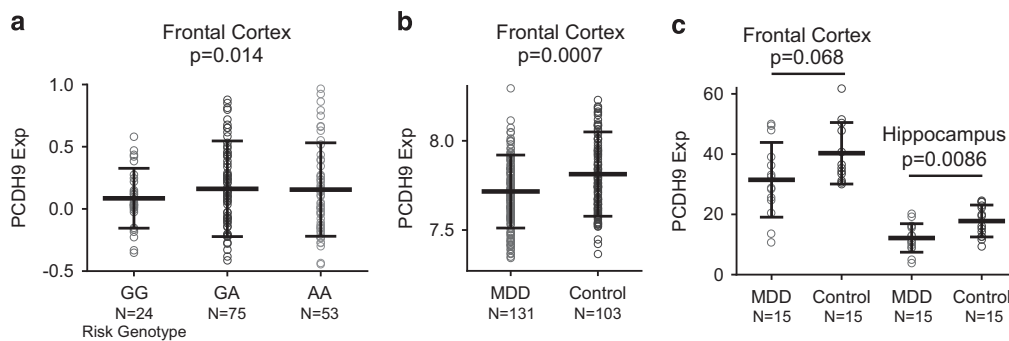 a
Frontal Cortex
p=0.014
PCDH9 Exp
1.0
0.5
0.0
-0.5
GG
GA
AA
N=24
N=75
N=53
Risk Genotype
b
Frontal Cortex
p=0.0007
PCDH9 Exp
8.0
7.5
MDD
Control
N=131
N=103
c
Frontal Cortex
p=0.068
Hippocampus
p=0.0086
PCDH9 Exp
60
40
20
0
MDD
Control
MDD
Control
N=15
N=15
N=15
N=15